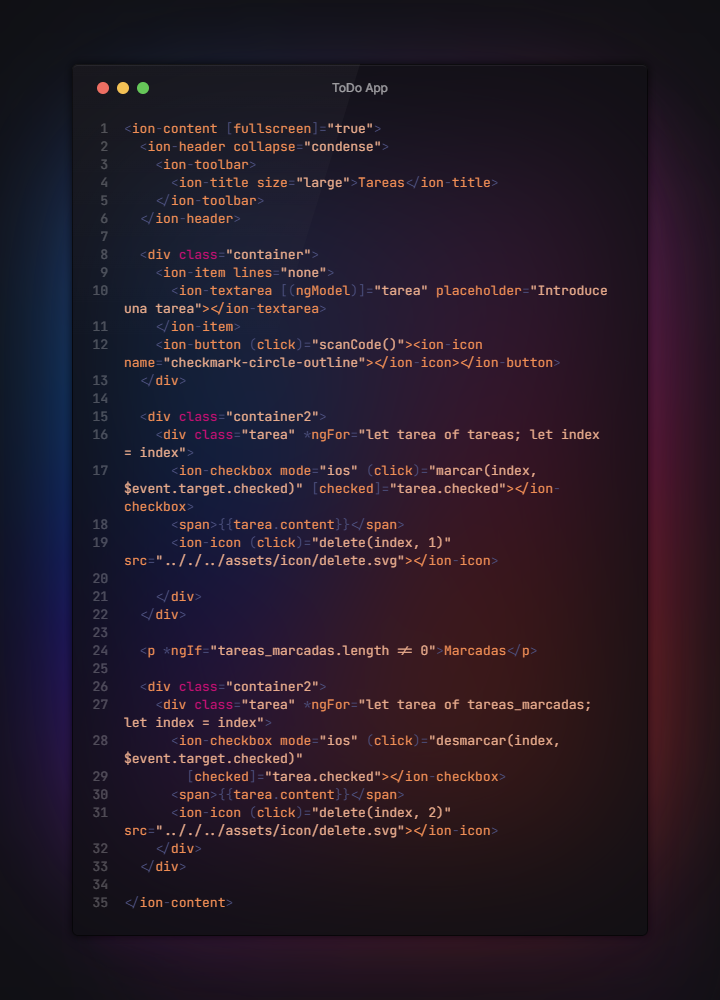 ToDo App
1 <ion-content [fullscreen]="true">
2   <ion-header collapse="condense">
3     <ion-toolbar>
4       <ion-title size="large">Tareas</ion-title>
5     </ion-toolbar>
6   </ion-header>
7
8   <div class="container">
9     <ion-item lines="none">
10       <ion-textarea [(ngModel)]="tarea" placeholder="Introduce
una tarea"></ion-textarea>
11     </ion-item>
12     <ion-button (click)="scanCode()"><ion-icon
name="checkmark-circle-outline"></ion-icon></ion-button>
13   </div>
14
15   <div class="container2">
16     <div class="tarea" *ngFor="let tarea of tareas; let index
= index">
17       <ion-checkbox mode="ios" (click)="marcar(index,
$event.target.checked)" [checked]="tarea.checked"></ion-
checkbox>
18       <span>{{tarea.content}}</span>
19       <ion-icon (click)="delete(index, 1)"
src=".././../assets/icon/delete.svg"></ion-icon>
20
21     </div>
22   </div>
23
24   <p *ngIf="tareas_marcadas.length != 0">Marcadas</p>
25
26   <div class="container2">
27     <div class="tarea" *ngFor="let tarea of tareas_marcadas;
let index = index">
28       <ion-checkbox mode="ios" (click)="desmarcar(index,
$event.target.checked)"
29         [checked]="tarea.checked"></ion-checkbox>
30       <span>{{tarea.content}}</span>
31       <ion-icon (click)="delete(index, 2)"
src=".././../assets/icon/delete.svg"></ion-icon>
32     </div>
33   </div>
34
35 </ion-content>